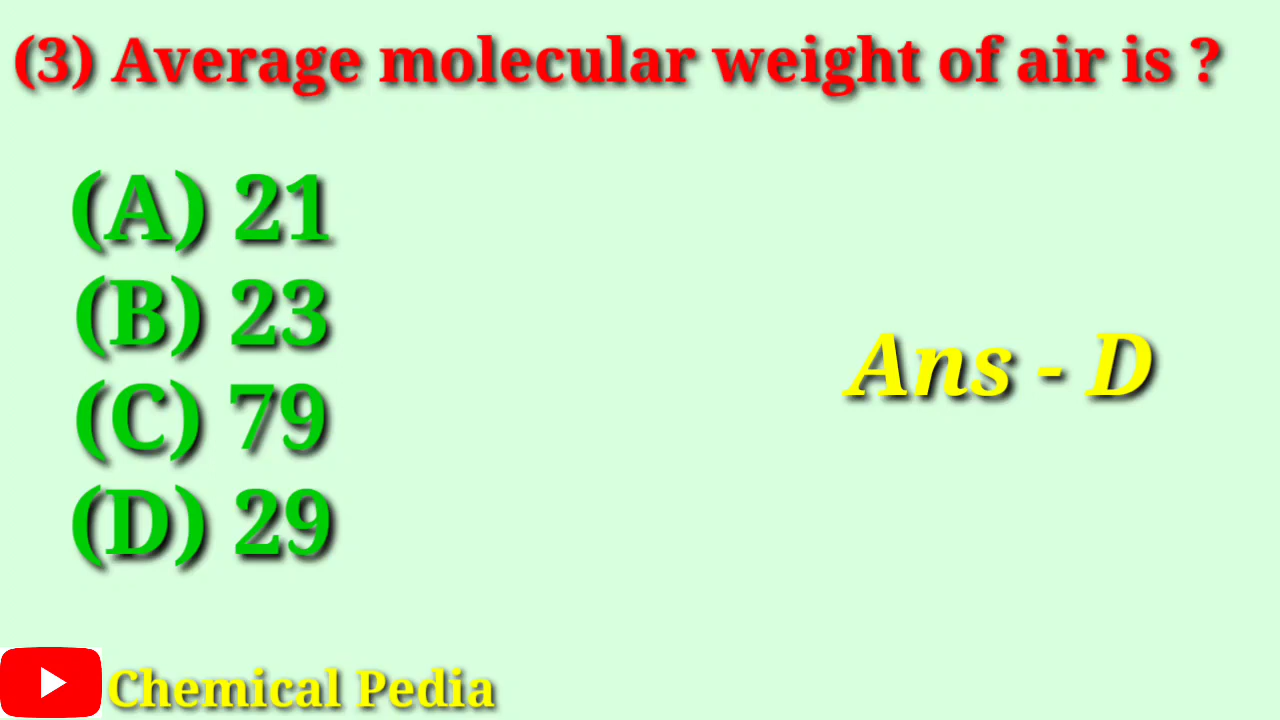 (3) Average molecular weight of air is ?
(A) 21
(B) 23
(C) 79
(D) 29
Ans - D
Chemical Pedia